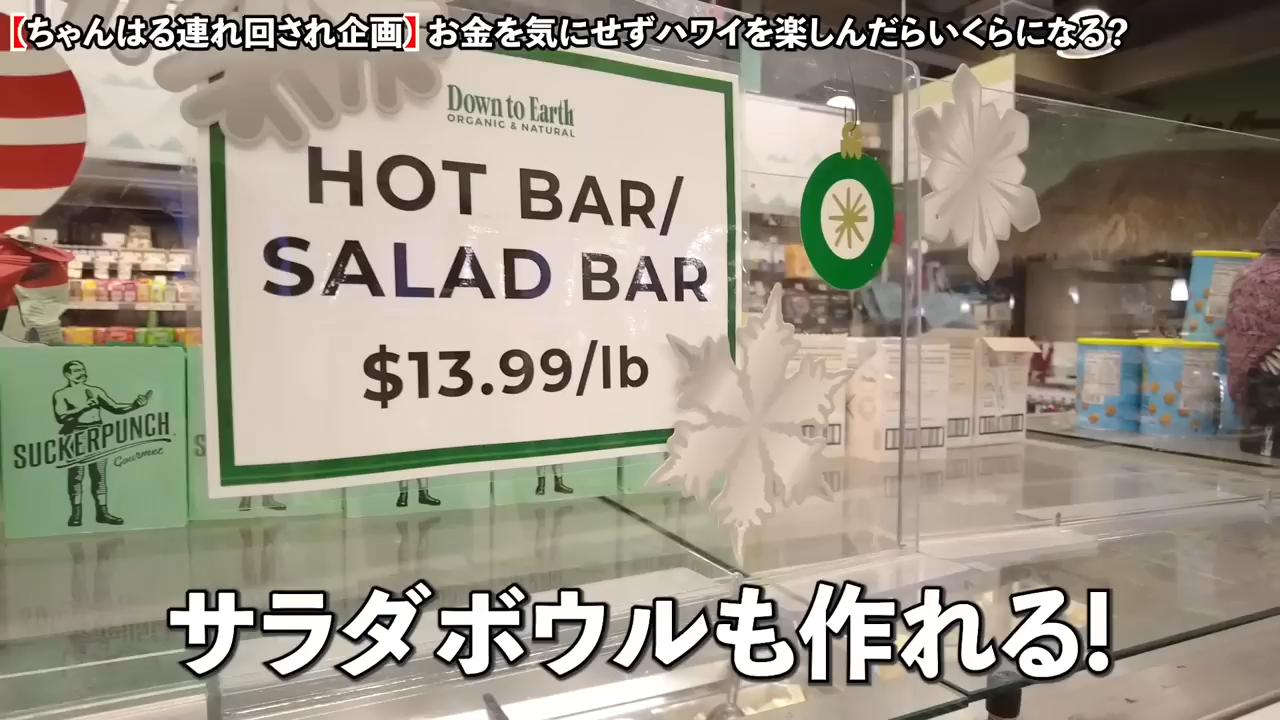 【ちゃんはる連れ回され企画】お金を気にせずハワイを楽しんだらいくらになる?
Down to Earth
ORGANIC & NATURAL
HOT BAR/
SALAD BAR
$13.99/lb
SUCKERPUNCH
Gourmet
サラダボウルも作れる!